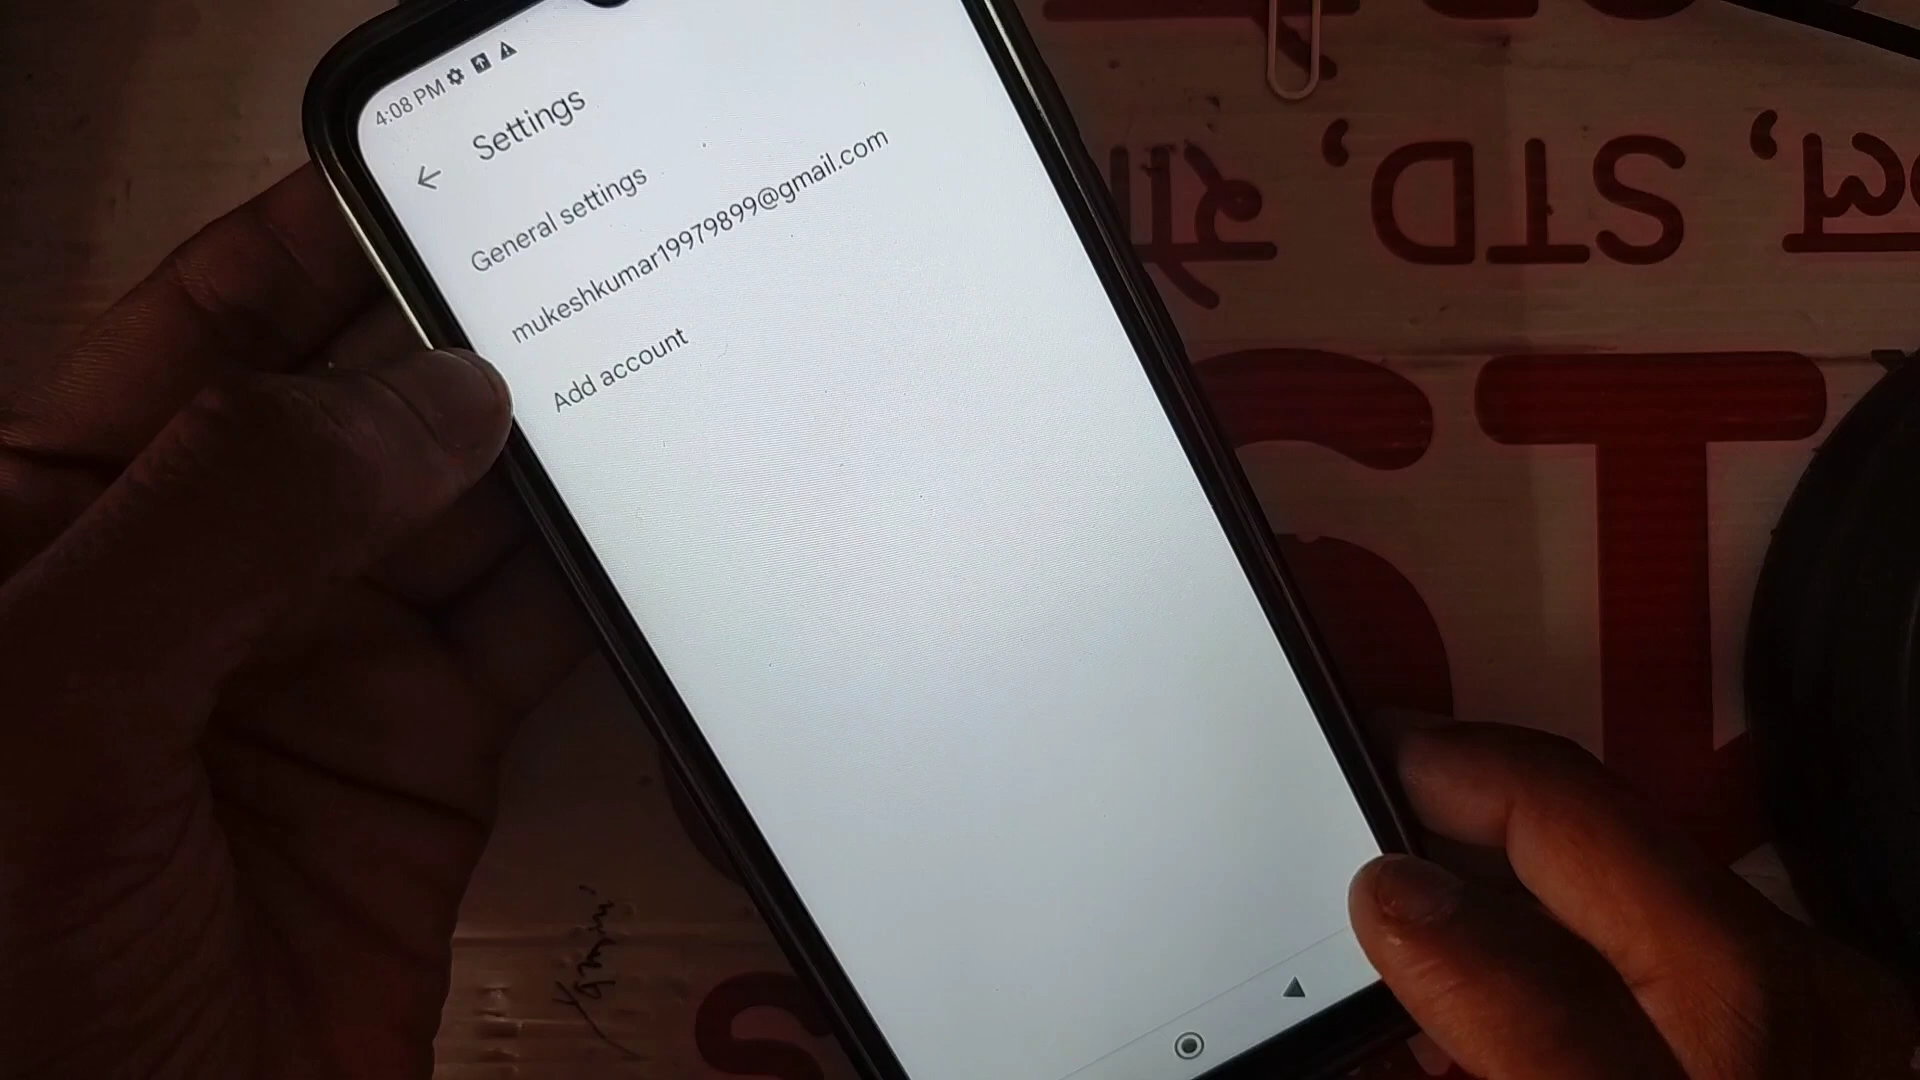 4:08 PM
Settings
General settings
mukeshkumar19979899@gmail.com
Add account
STD,